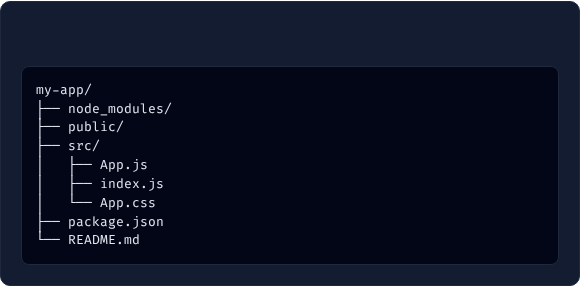 my-app/
├── node_modules/
├── public/
├── src/
│   ├── App.js
│   ├── index.js
│   └── App.css
├── package.json
└── README.md